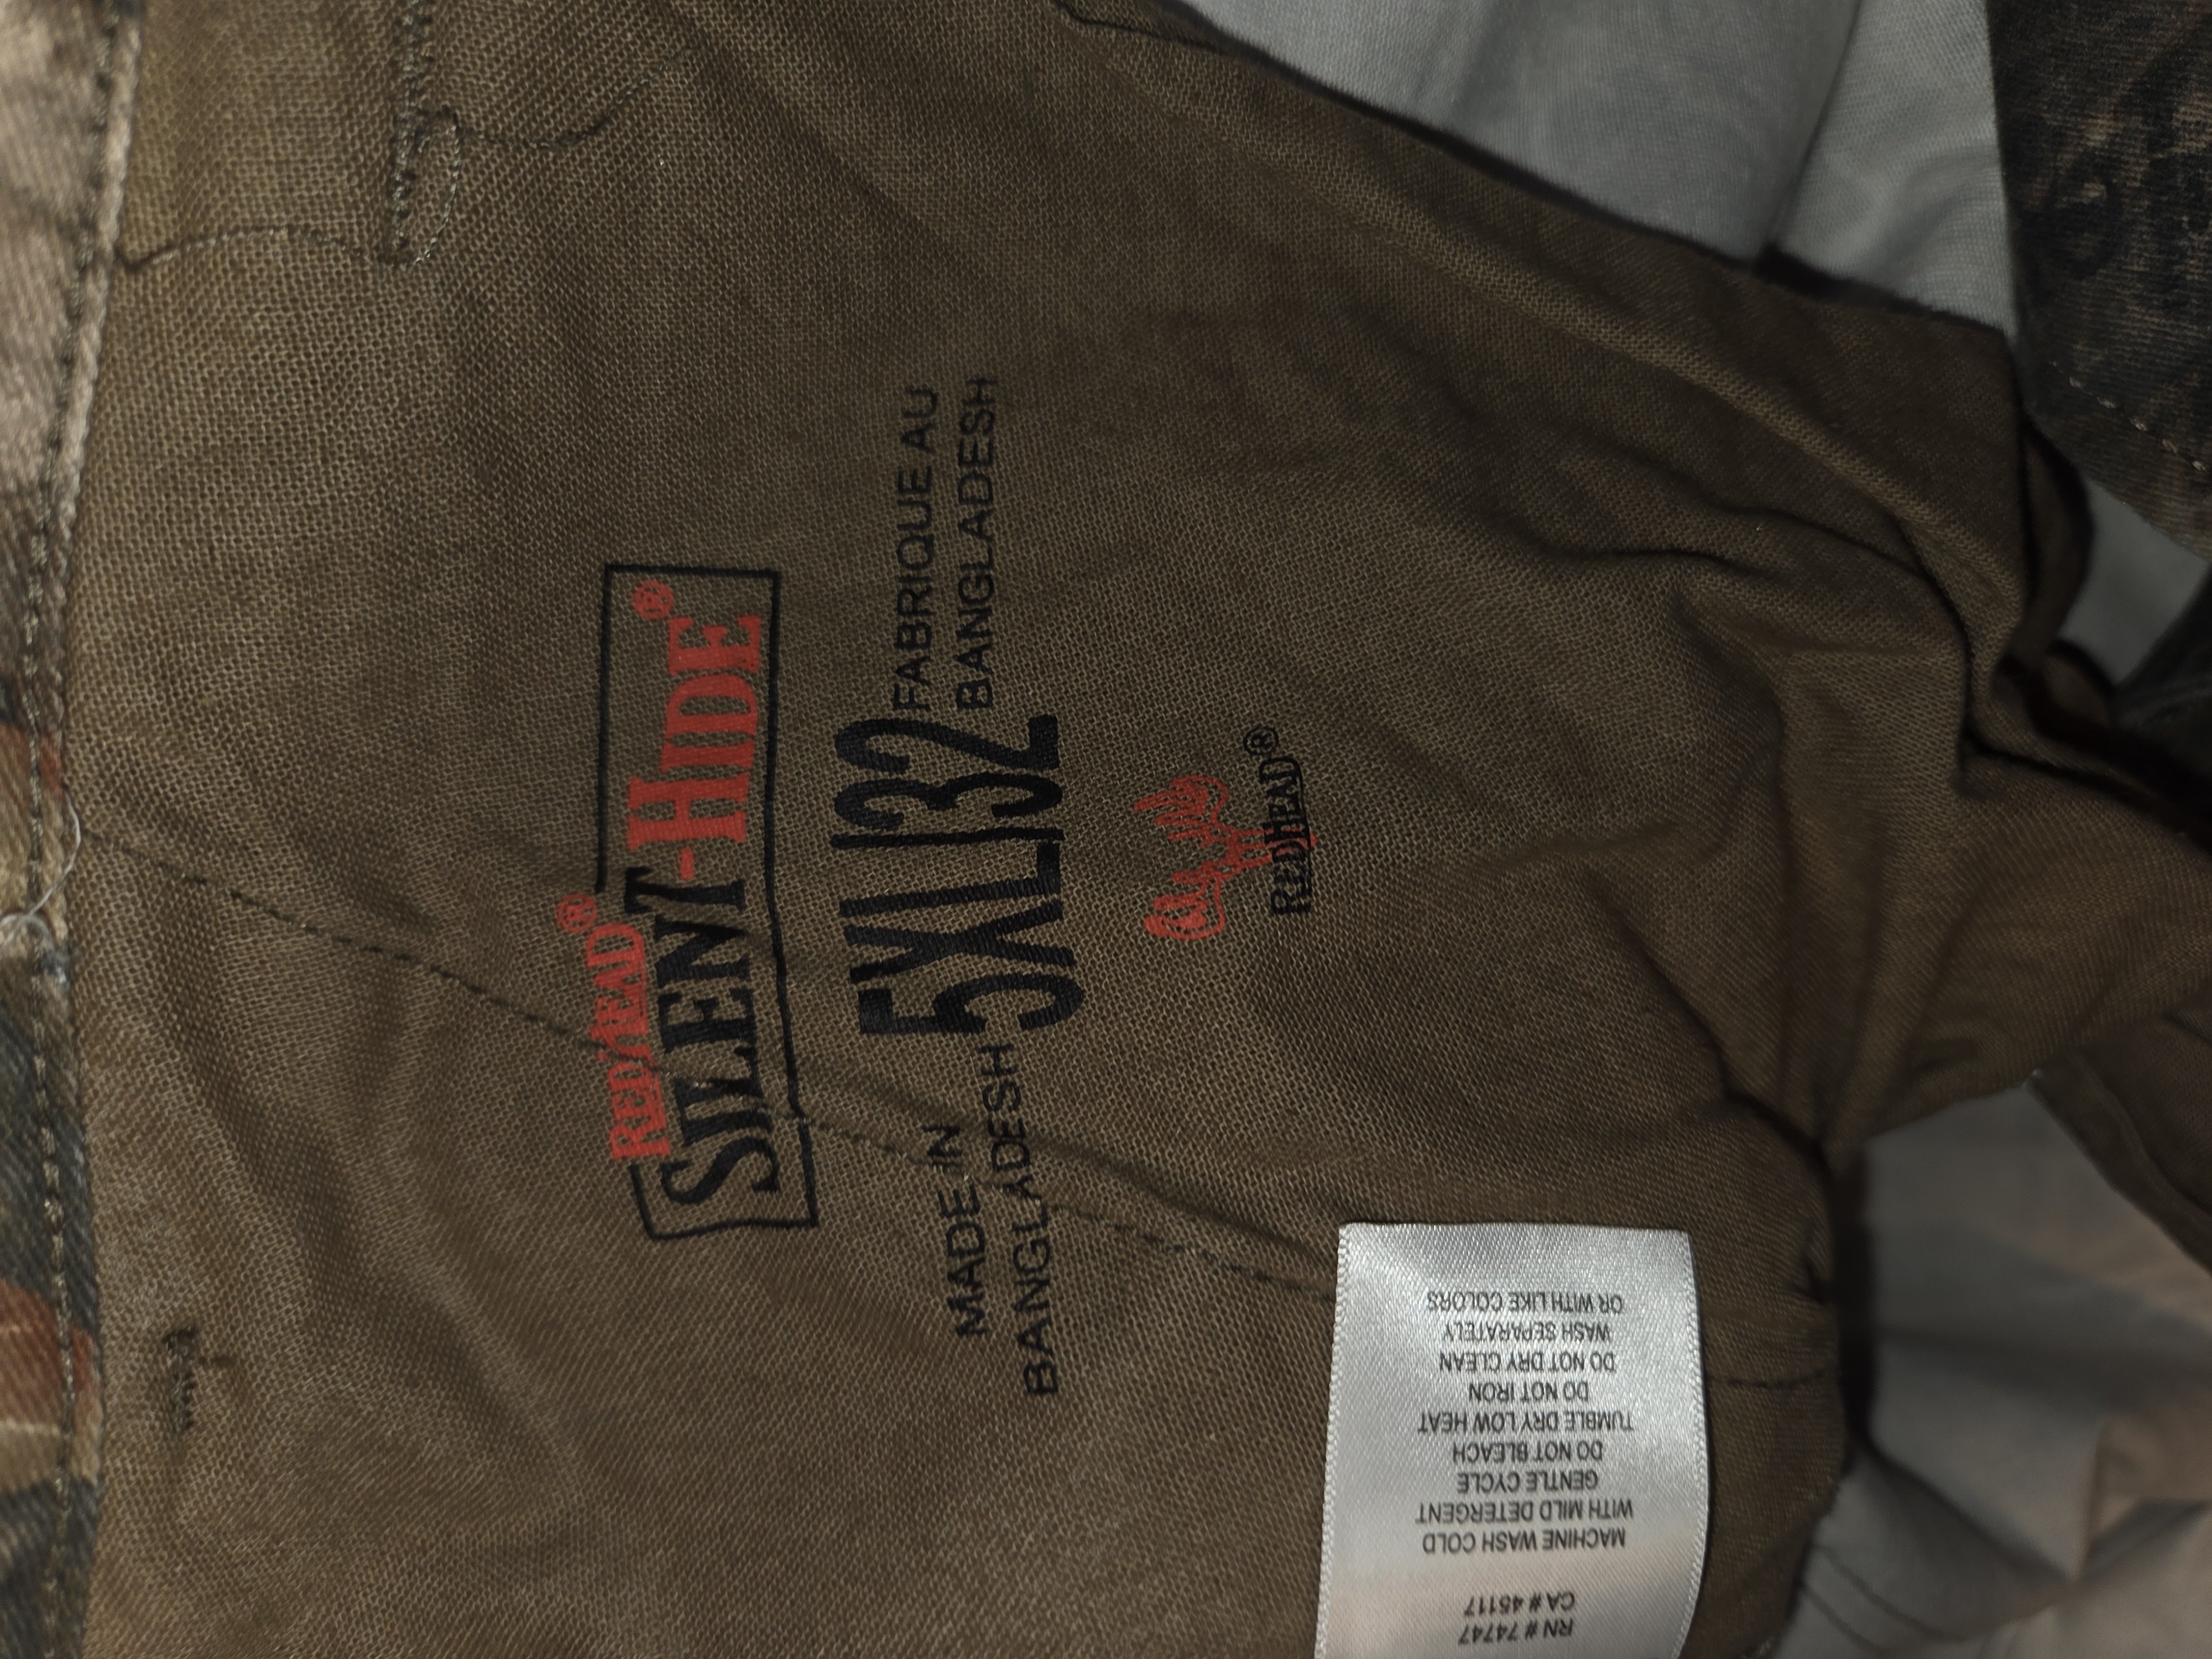 REDHEAD®
SILENT-HIDE®
5XL|32
MADE IN
BANGLADESH
FABRIQUE AU
BANGLADESH
REDHEAD®
RN # 74747
CA# 45117
MACHINE WASH COLD
WITH MILD DETERGENT
GENTLE CYCLE
DO NOT BLEACH
TUMBLE DRY LOW HEAT
DO NOT IRON
DO NOT DRY CLEAN
WASH SEPARATELY
OR WITH LIKE COLORS